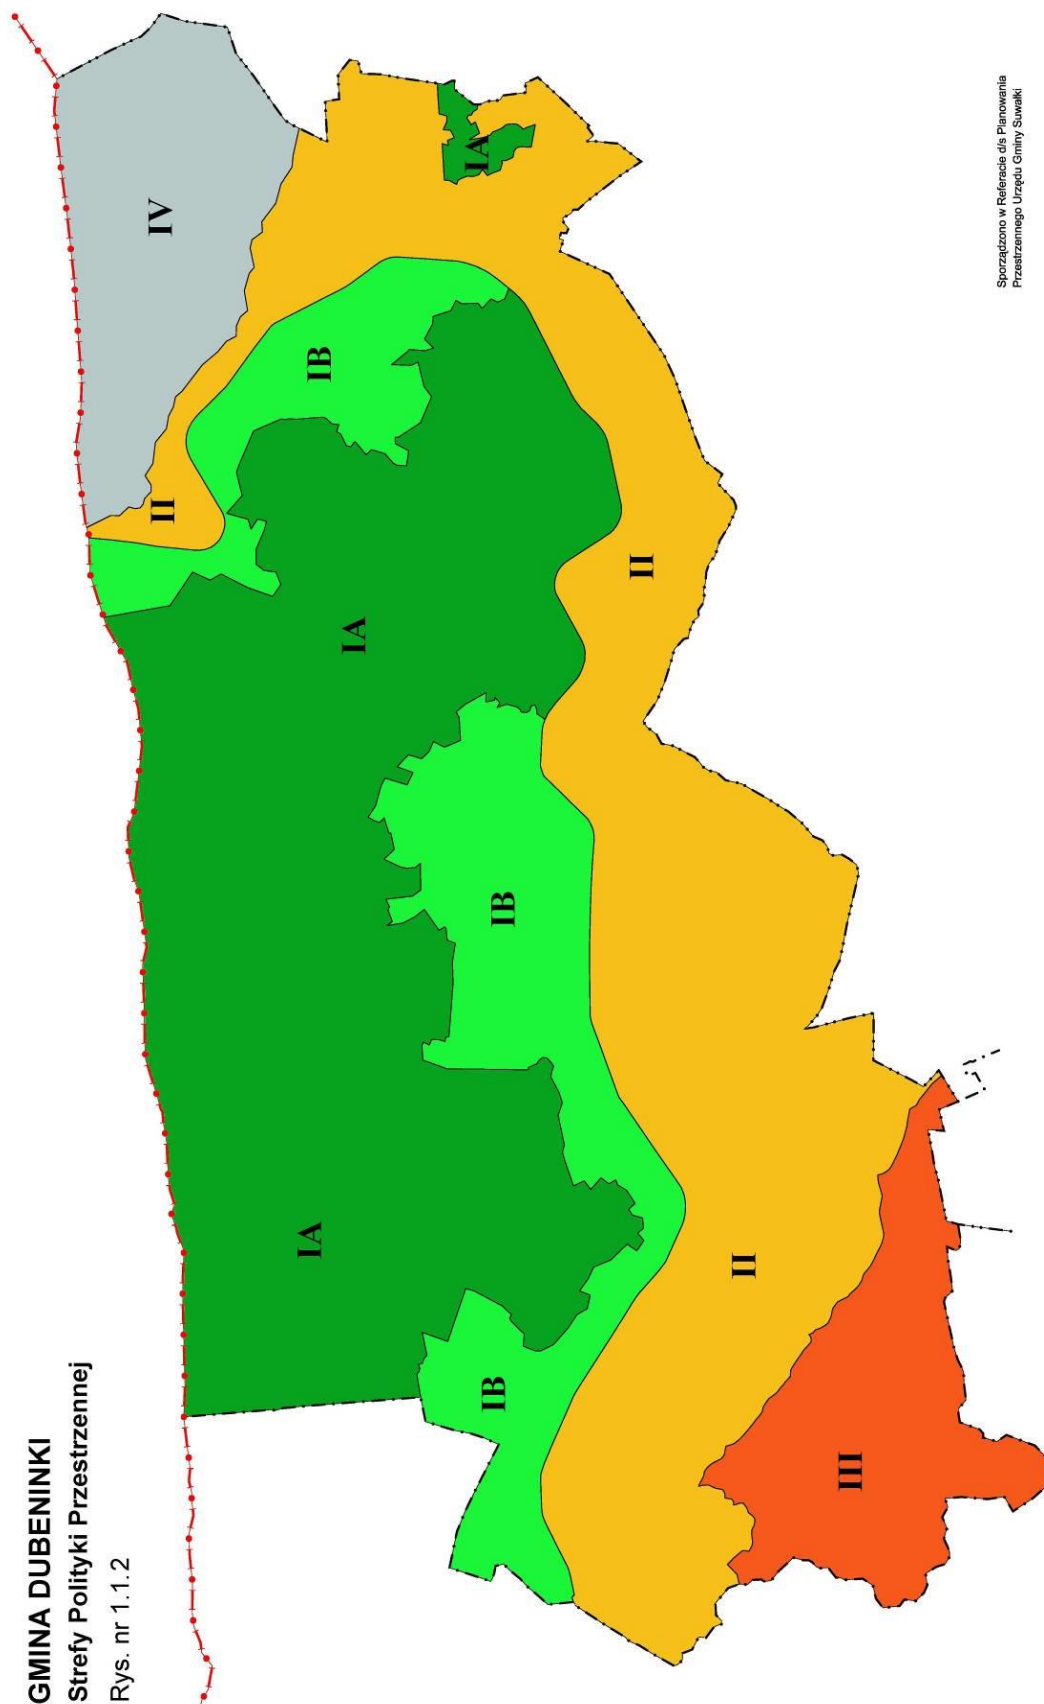 GMINA DUBENINKI
Strefy Polityki Przestrzennej
Rys. nr 1.1.2
IA
IA
IV
II
IB
IA
IB
IB
II
II
III
Sporządzono w Referacie d/s Planowania
Przestrzennego Urzędu Gminy Suwałki